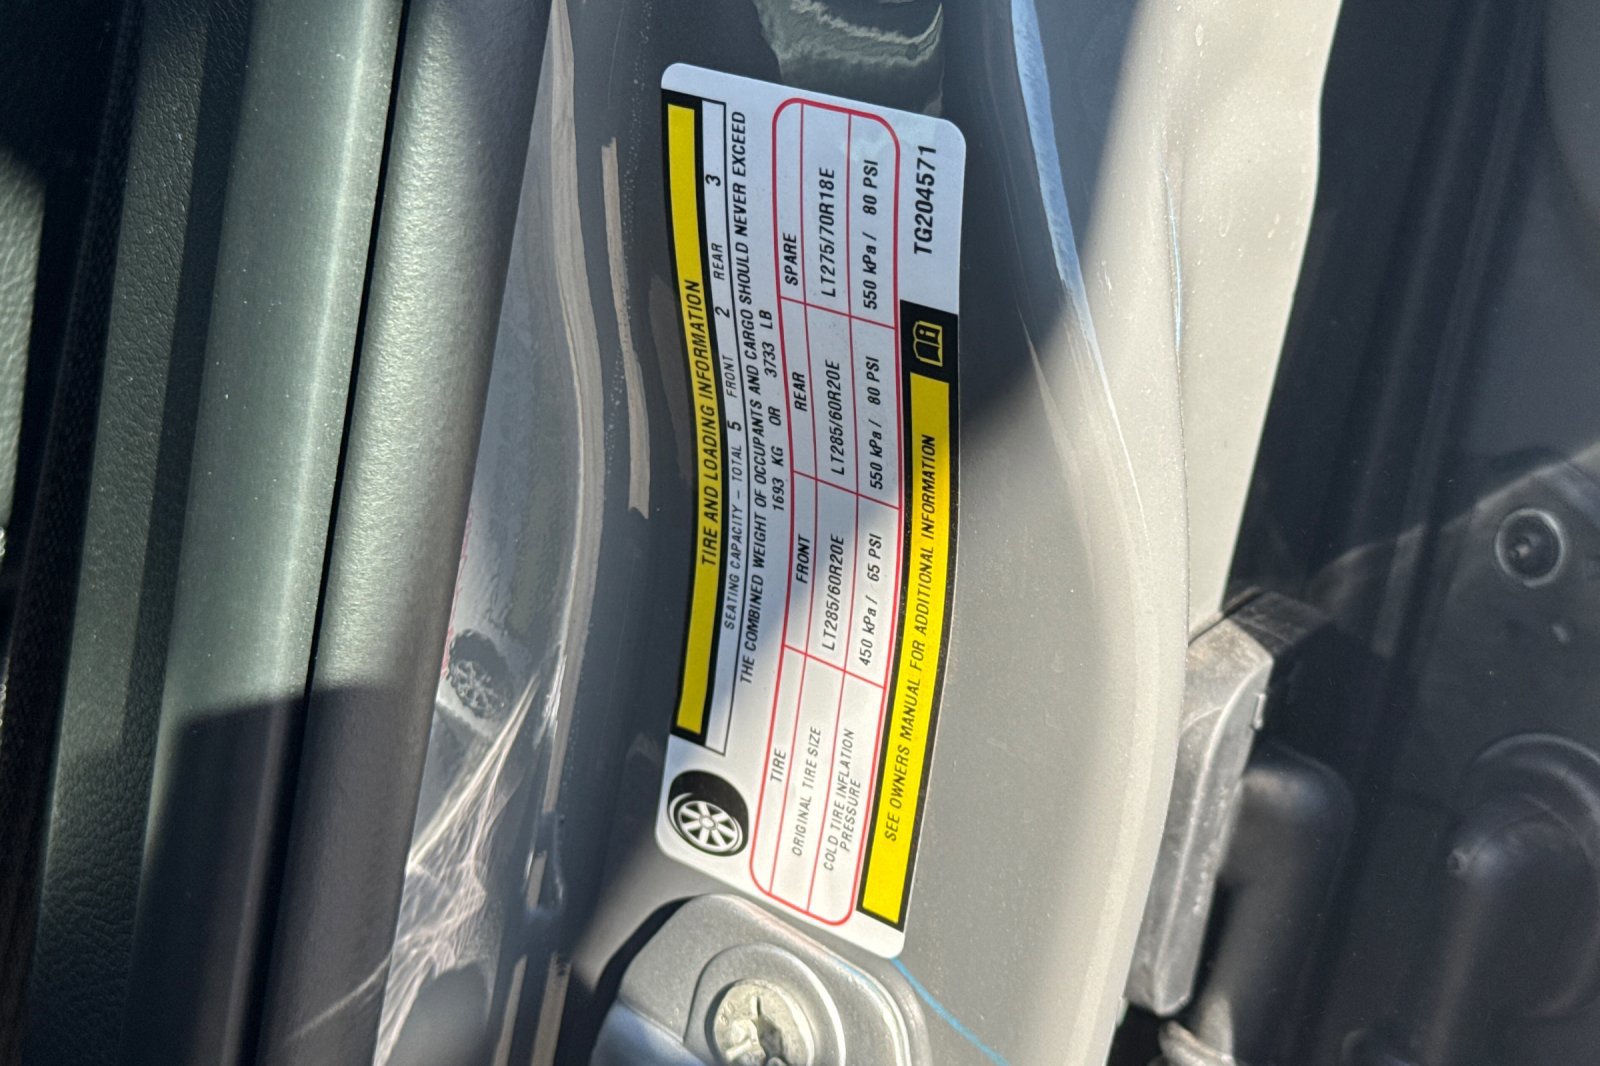 TIRE AND LOADING INFORMATION
SEATING CAPACITY – TOTAL 5 FRONT 2 REAR 3
THE COMBINED WEIGHT OF OCCUPANTS AND CARGO SHOULD NEVER EXCEED
1693 KG OR 3733 LB
TIRE FRONT REAR SPARE
ORIGINAL TIRE SIZE LT285/60R20E LT285/60R20E LT275/70R18E
COLD TIRE INFLATION PRESSURE 450 kPa / 65 PSI 550 kPa / 80 PSI 550 kPa / 80 PSI
SEE OWNERS MANUAL FOR ADDITIONAL INFORMATION
TG204571